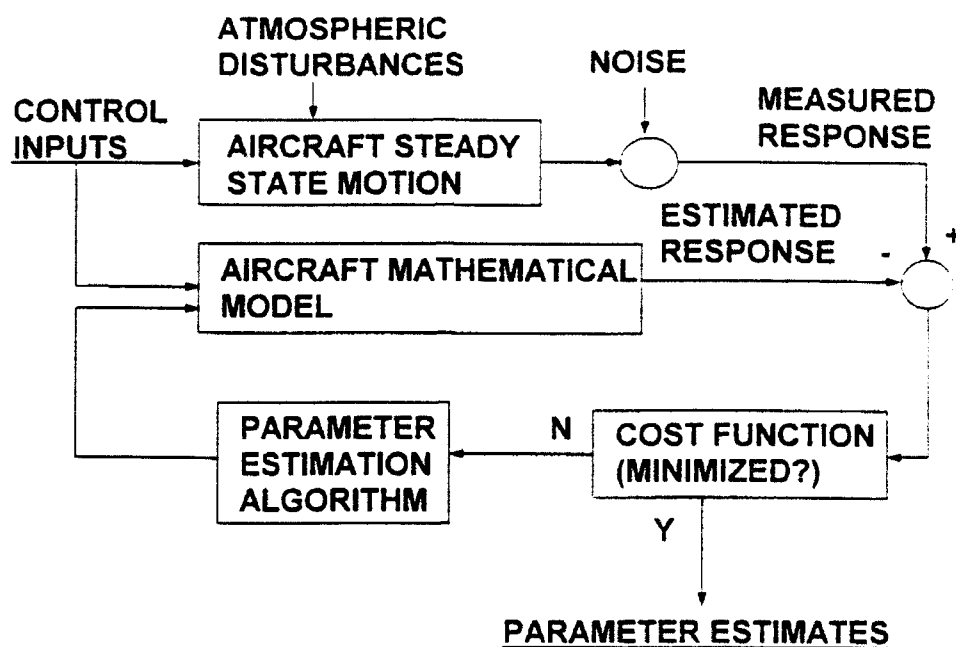 ATMOSPHERIC
DISTURBANCES
NOISE
CONTROL
INPUTS
MEASURED
RESPONSE
AIRCRAFT STEADY
STATE MOTION
ESTIMATED
RESPONSE
+
-
AIRCRAFT MATHEMATICAL
MODEL
PARAMETER
ESTIMATION
ALGORITHM
N
COST FUNCTION
(MINIMIZED?)
Y
PARAMETER ESTIMATES